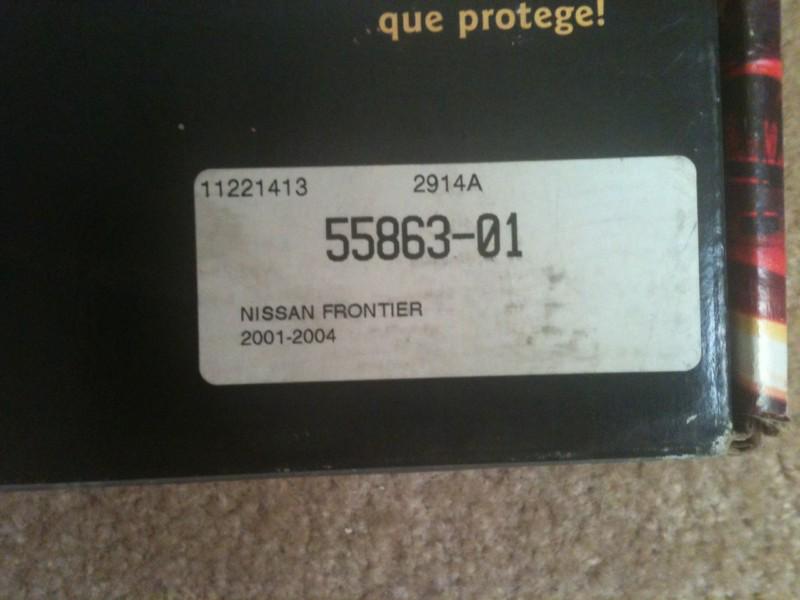 que protege!
11221413 2914A
55863-01
NISSAN FRONTIER
2001-2004